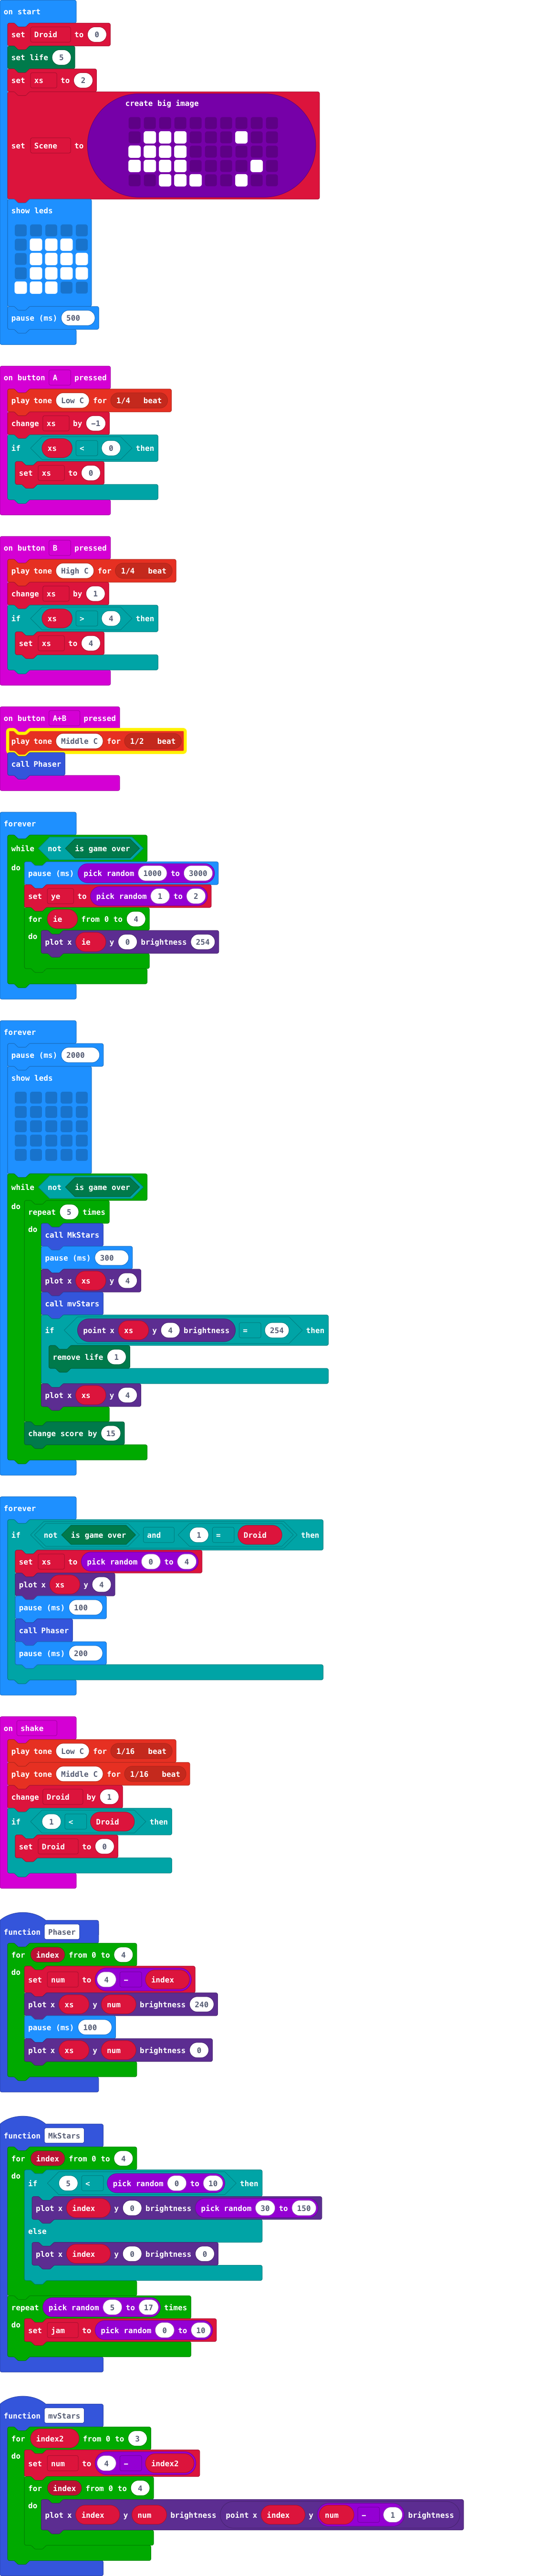 on start
set Droid to 0
set life 5
set xs to 2
create big image
set Scene to
show leds
pause (ms) 500
on button A pressed
play tone Low C for 1/4 beat
change xs by −1
if xs < 0 then
set xs to 0
on button B pressed
play tone High C for 1/4 beat
change xs by 1
if xs > 4 then
set xs to 4
on button A+B pressed
play tone Middle C for 1/2 beat
call Phaser
forever
while not is game over
do pause (ms) pick random 1000 to 3000
set ye to pick random 1 to 2
for ie from 0 to 4
do plot x ie y 0 brightness 254
forever
pause (ms) 2000
show leds
while not is game over
do repeat 5 times
do call MkStars
pause (ms) 300
plot x xs y 4
call mvStars
if point x xs y 4 brightness = 254 then
remove life 1
plot x xs y 4
change score by 15
forever
if not is game over and 1 = Droid then
set xs to pick random 0 to 4
plot x xs y 4
pause (ms) 100
call Phaser
pause (ms) 200
on shake
play tone Low C for 1/16 beat
play tone Middle C for 1/16 beat
change Droid by 1
if 1 < Droid then
set Droid to 0
function Phaser
for index from 0 to 4
do set num to 4 − index
plot x xs y num brightness 240
pause (ms) 100
plot x xs y num brightness 0
function MkStars
for index from 0 to 4
do if 5 < pick random 0 to 10 then
plot x index y 0 brightness pick random 30 to 150
else
plot x index y 0 brightness 0
repeat pick random 5 to 17 times
do set jam to pick random 0 to 10
function mvStars
for index2 from 0 to 3
do set num to 4 − index2
for index from 0 to 4
do plot x index y num brightness point x index y num − 1 brightness